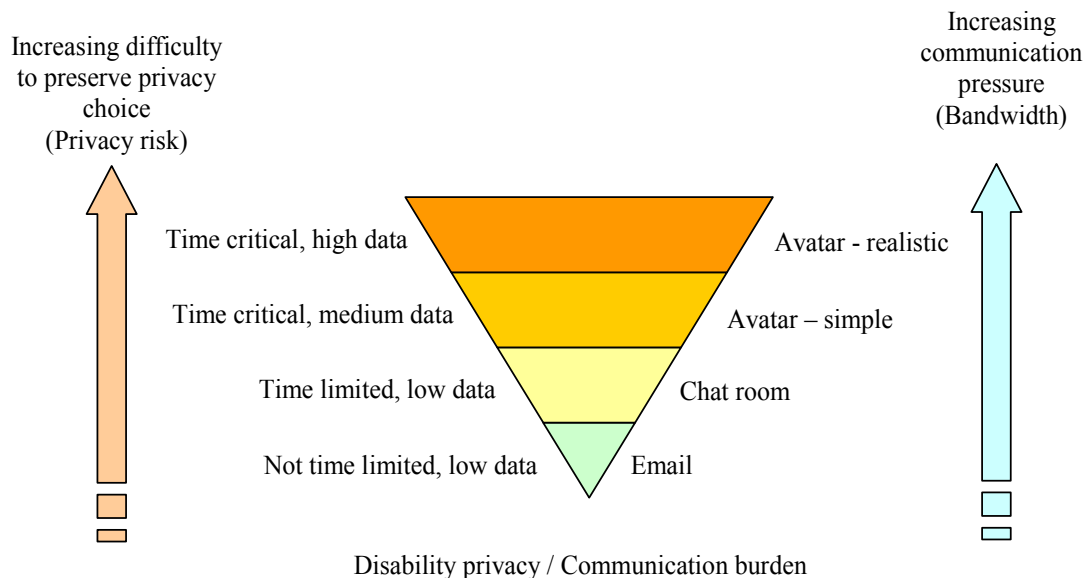 Increasing difficulty
to preserve privacy
choice
(Privacy risk)
Increasing
communication
pressure
(Bandwidth)
Time critical, high data
Avatar - realistic
Time critical, medium data
Avatar – simple
Time limited, low data
Chat room
Not time limited, low data
Email
Disability privacy / Communication burden